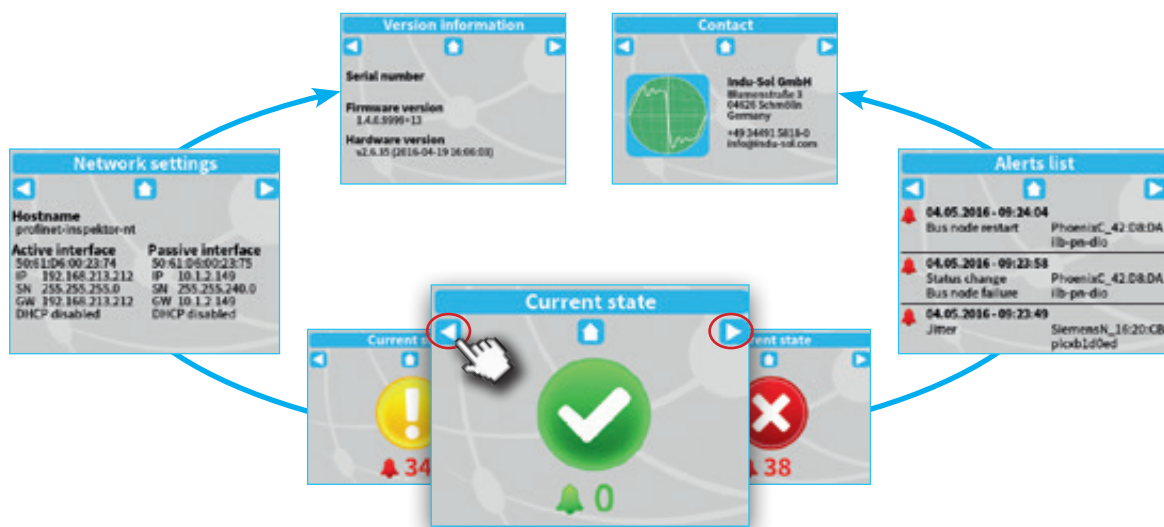 Version information
Serial number
Firmware version
1.4.0.9999+13
Hardware version
v2.6.35 (2016-04-19 16:06:03)
Contact
Indu-Sol GmbH
Blumenstraße 3
04626 Schmölln
Germany
+49 34491 5818-0
info@indu-sol.com
Network settings
Hostname
profinet-inspektor-nt
Active interface Passive interface
50:61:D6:00:23:74 50:61:D6:00:23:75
IP 192.168.213.212 IP 10.1.2.149
SN 255.255.255.0 SN 255.255.240.0
GW 192.168.213.212 GW 10.1.2.149
DHCP disabled DHCP disabled
Alerts list
04.05.2016 - 09:24:04
Bus node restart PhoenixC_42:D8:DA
ilb-pn-dio
04.05.2016 - 09:23:58
Status change PhoenixC_42:D8:DA
Bus node failure ilb-pn-dio
04.05.2016 - 09:23:49
Jitter SiemensN_16:20:CB
plcxb1d0ed
Current s
34
Current state
0
rent state
38